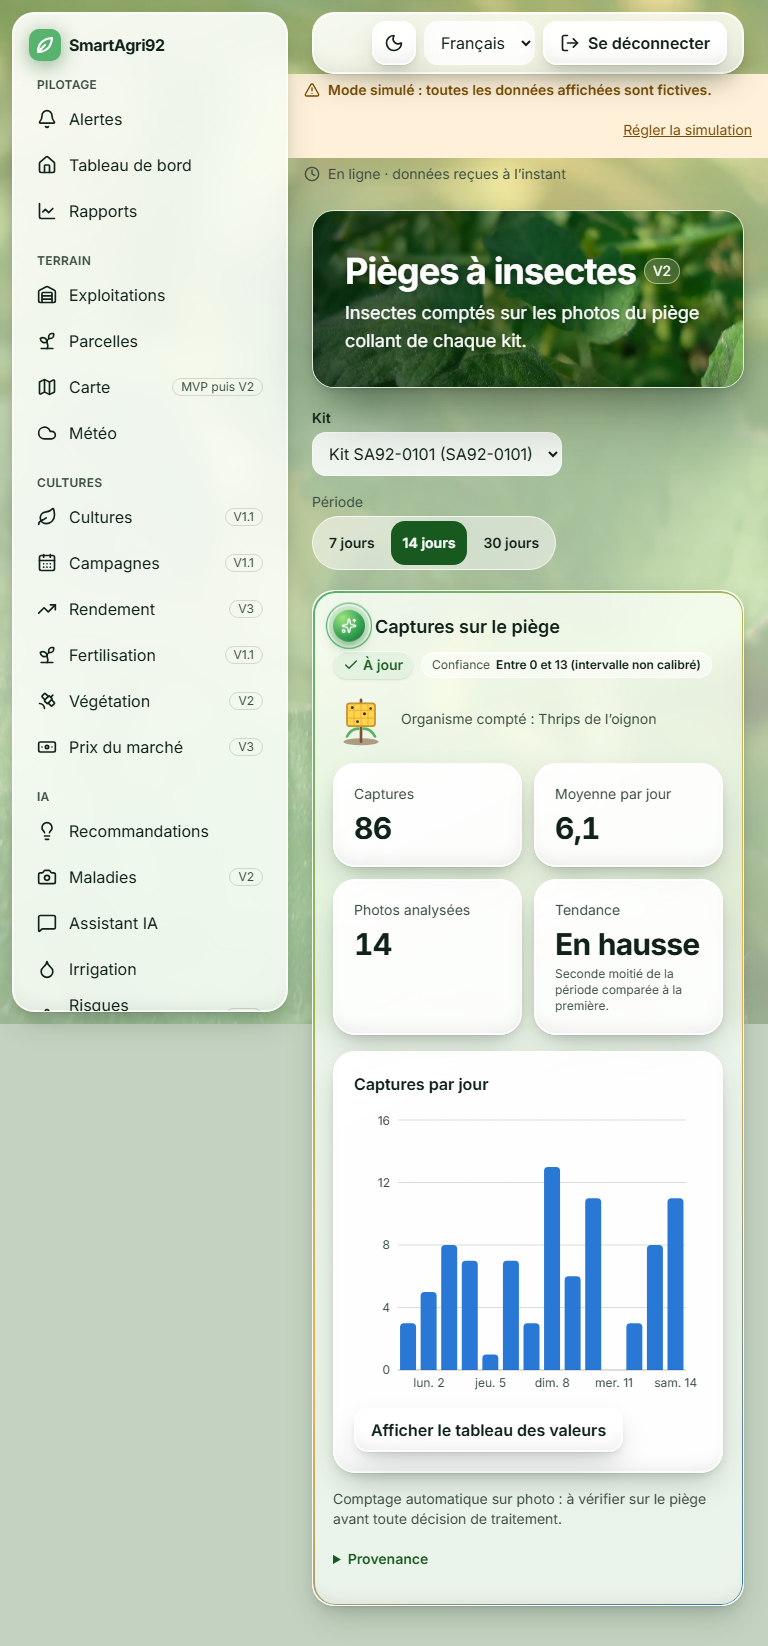 SmartAgri92
PILOTAGE
Alertes
Tableau de bord
Rapports
TERRAIN
Exploitations
Parcelles
Carte MVP puis V2
Météo
CULTURES
Cultures V1.1
Campagnes V1.1
Rendement V3
Fertilisation V1.1
Végétation V2
Prix du marché V3
IA
Recommandations
Maladies V2
Assistant IA
Irrigation
Risques
Français
Se déconnecter
Mode simulé : toutes les données affichées sont fictives.
Régler la simulation
En ligne · données reçues à l’instant
Pièges à insectes V2
Insectes comptés sur les photos du piège
collant de chaque kit.
Kit
Kit SA92-0101 (SA92-0101)
Période
7 jours 14 jours 30 jours
Captures sur le piège
À jour Confiance Entre 0 et 13 (intervalle non calibré)
Organisme compté : Thrips de l’oignon
Captures
86
Moyenne par jour
6,1
Photos analysées
14
Tendance
En hausse
Seconde moitié de la
période comparée à la
première.
Captures par jour
16
12
8
4
0
lun. 2 jeu. 5 dim. 8 mer. 11 sam. 14
Afficher le tableau des valeurs
Comptage automatique sur photo : à vérifier sur le piège
avant toute décision de traitement.
Provenance